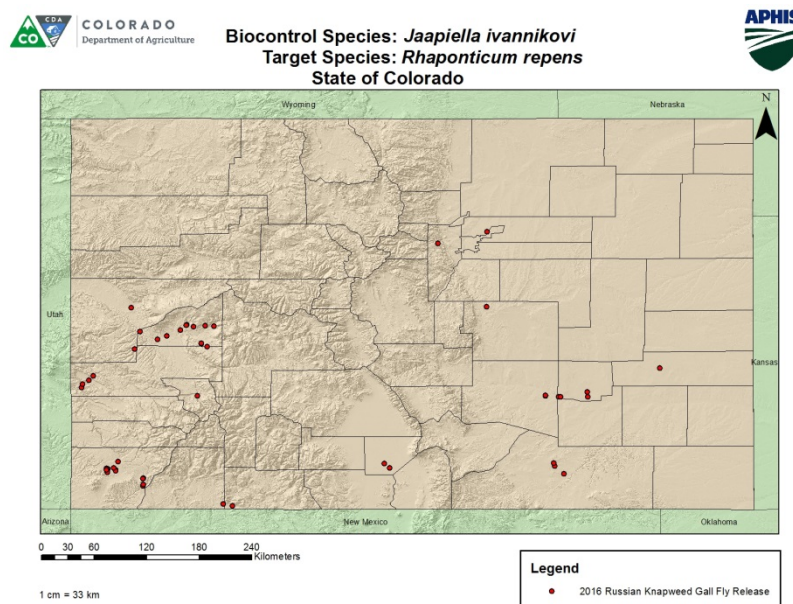 CDA
CO
COLORADO
Department of Agriculture
APHIS
Biocontrol Species: Jaapiella ivannikovi
Target Species: Rhaponticum repens
State of Colorado
Wyoming
Nebraska
N
Utah
Kansas
Arizona
New Mexico
Oklahoma
0 30 60 120 180 240
Kilometers
1 cm = 33 km
Legend
2016 Russian Knapweed Gall Fly Release